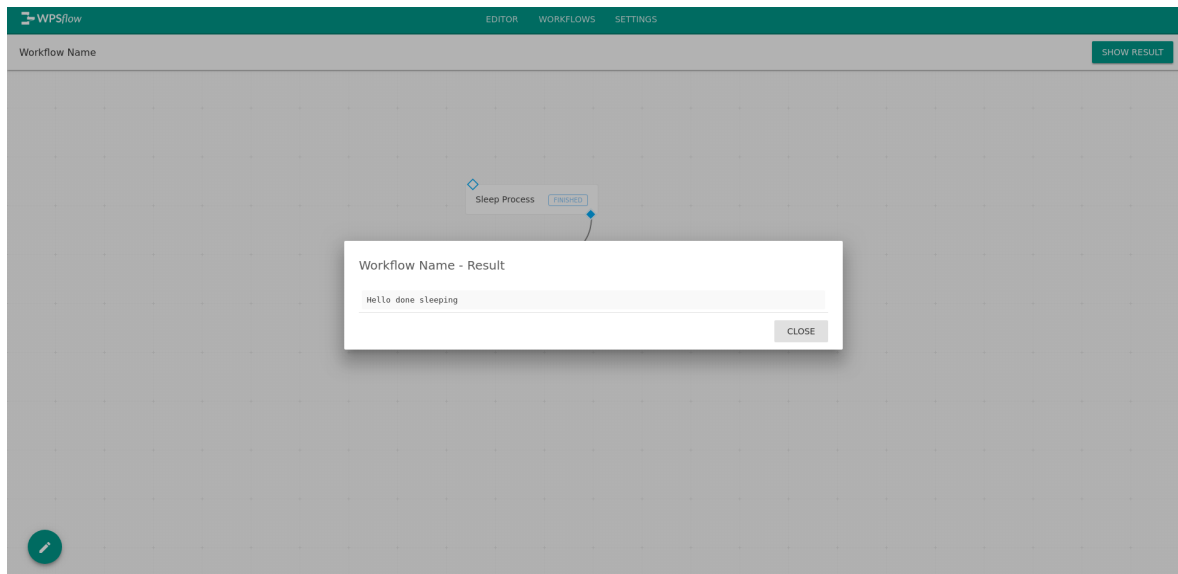 WPSflow
EDITOR WORKFLOWS SETTINGS
Workflow Name
SHOW RESULT
Sleep Process FINISHED
Workflow Name - Result
Hello done sleeping
CLOSE